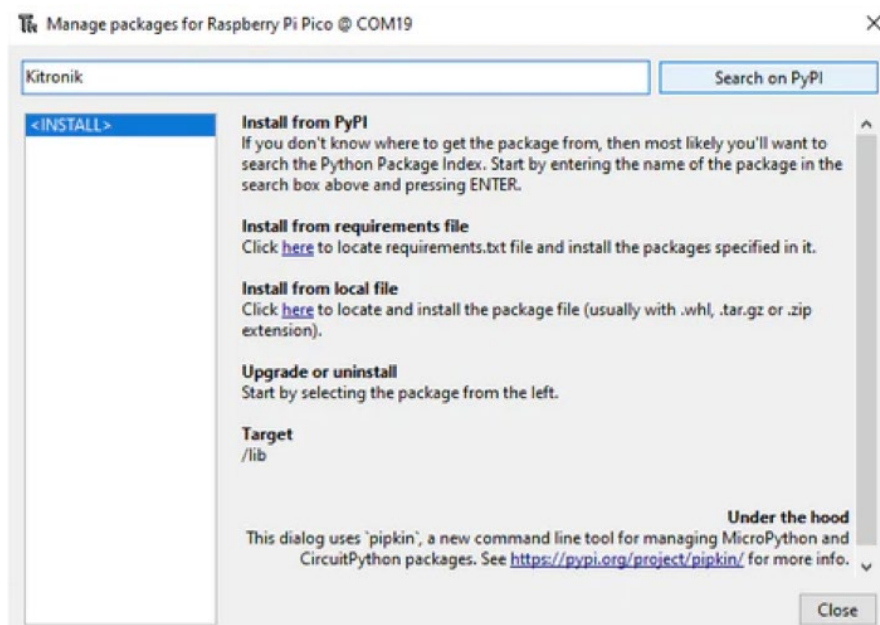 Manage packages for Raspberry Pi Pico @ COM19
Kitronik
Search on PyPI
<INSTALL>
Install from PyPI
If you don't know where to get the package from, then most likely you'll want to
search the Python Package Index. Start by entering the name of the package in the
search box above and pressing ENTER.
Install from requirements file
Click here to locate requirements.txt file and install the packages specified in it.
Install from local file
Click here to locate and install the package file (usually with .whl, .tar.gz or .zip
extension).
Upgrade or uninstall
Start by selecting the package from the left.
Target
/lib
Under the hood
This dialog uses `pipkin`, a new command line tool for managing MicroPython and
CircuitPython packages. See https://pypi.org/project/pipkin/ for more info.
Close